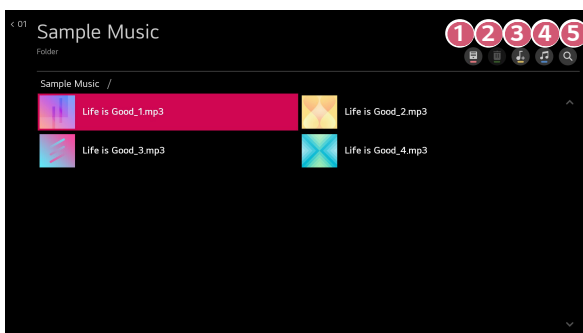 < 01
Sample Music
Folder
1 2 3 4 5
Sample Music /
Life is Good_1.mp3
Life is Good_2.mp3
Life is Good_3.mp3
Life is Good_4.mp3